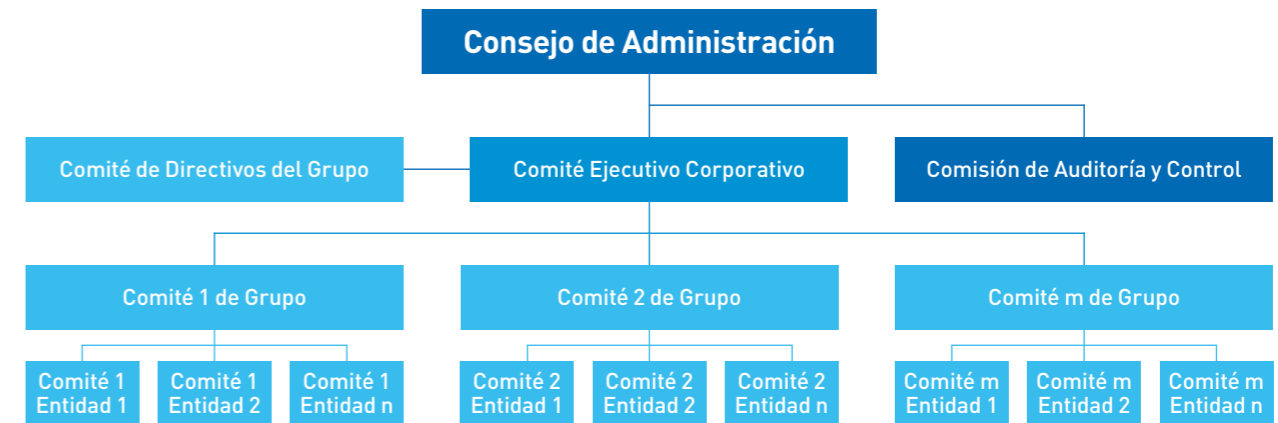 Consejo de Administración
Comité de Directivos del Grupo
Comité Ejecutivo Corporativo
Comisión de Auditoría y Control
Comité 1 de Grupo
Comité 2 de Grupo
Comité m de Grupo
Comité 1
Entidad 1
Comité 1
Entidad 2
Comité 1
Entidad n
Comité 2
Entidad 1
Comité 2
Entidad 2
Comité 2
Entidad n
Comité m
Entidad 1
Comité m
Entidad 2
Comité m
Entidad n